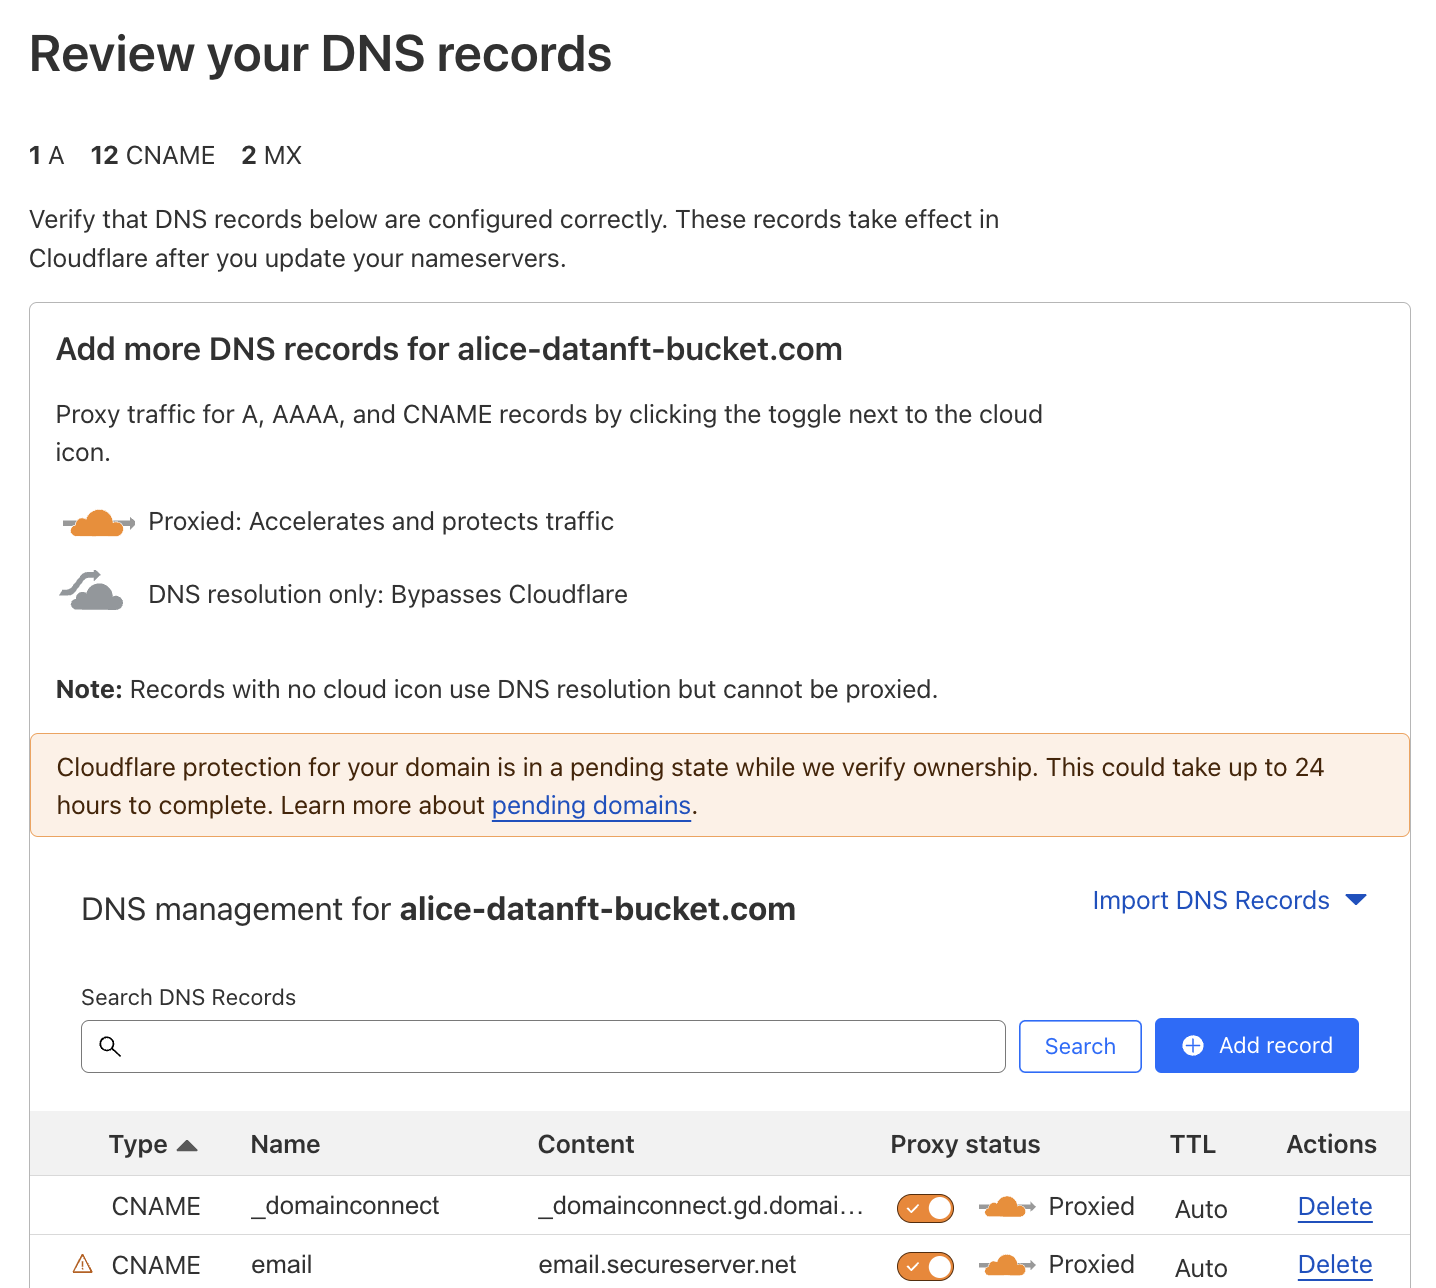 Review your DNS records
1 A 12 CNAME 2 MX
Verify that DNS records below are configured correctly. These records take effect in
Cloudflare after you update your nameservers.
Add more DNS records for alice-datanft-bucket.com
Proxy traffic for A, AAAA, and CNAME records by clicking the toggle next to the cloud
icon.
Proxied: Accelerates and protects traffic
DNS resolution only: Bypasses Cloudflare
Note: Records with no cloud icon use DNS resolution but cannot be proxied.
Cloudflare protection for your domain is in a pending state while we verify ownership. This could take up to 24
hours to complete. Learn more about pending domains.
DNS management for alice-datanft-bucket.com
Import DNS Records
Search DNS Records
Search
Add record
Type Name Content Proxy status TTL Actions
CNAME _domainconnect _domainconnect.gd.domai... Proxied Auto Delete
CNAME email email.secureserver.net Proxied Auto Delete